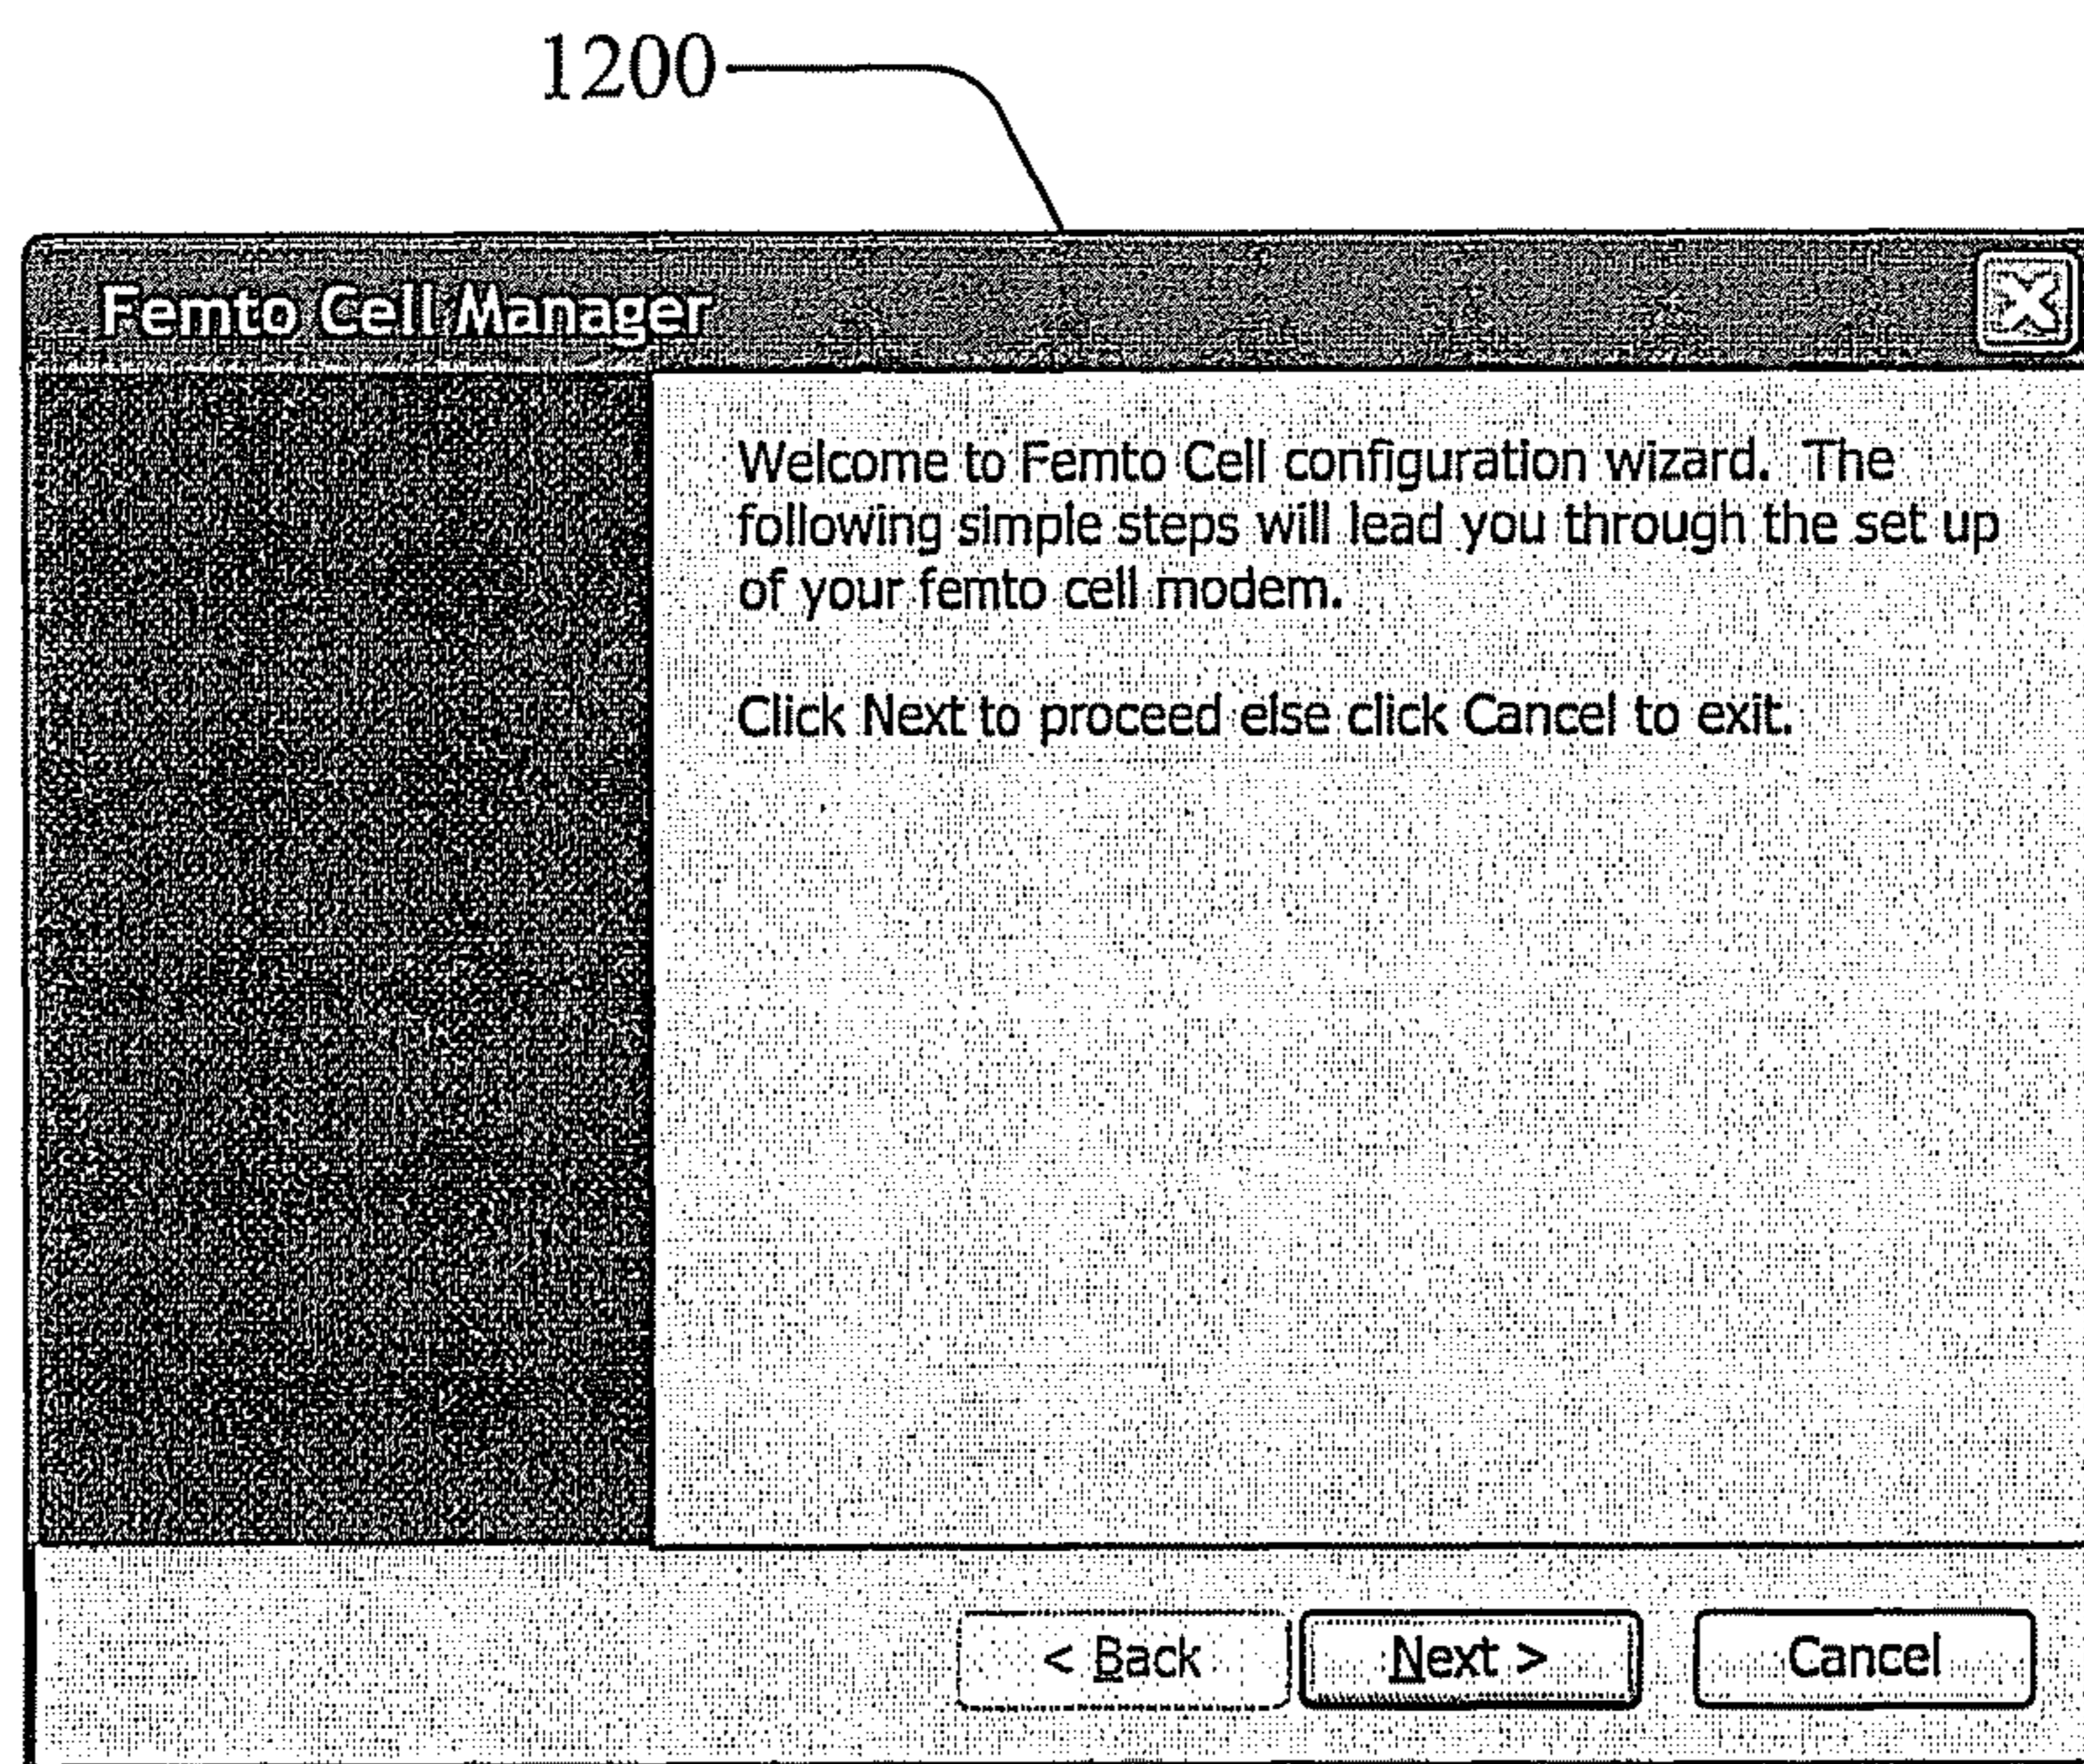 1200
Femto Cell Manager
Welcome to Femto Cell configuration wizard. The
following simple steps will lead you through the set up
of your femto cell modem.
Click Next to proceed else click Cancel to exit.
< Back Next > Cancel